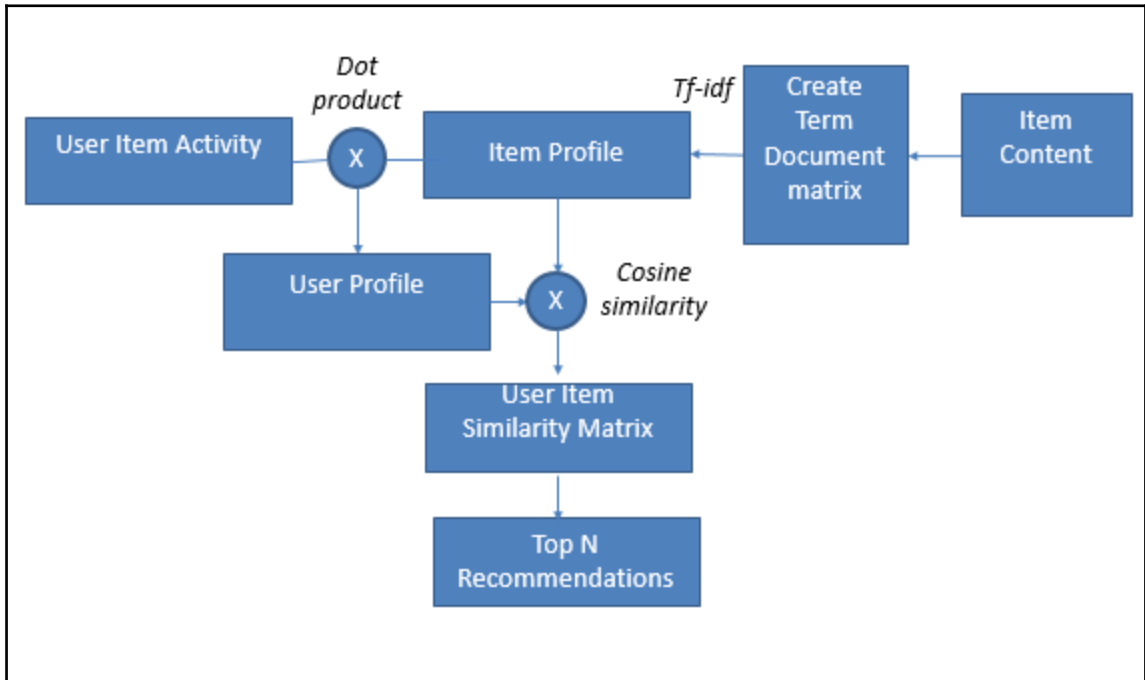 Dot
product
User Item Activity
X
Item Profile
Tf-idf
Create
Term
Document
matrix
Item
Content
User Profile
X
Cosine
similarity
User Item
Similarity Matrix
Top N
Recommendations